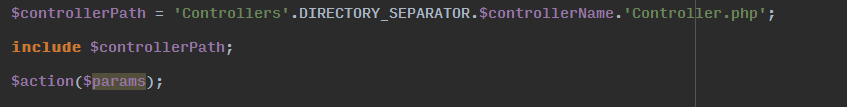 $controllerPath = 'Controllers'.DIRECTORY_SEPARATOR.$controllerName.'Controller.php';
include $controllerPath;
$action($params);